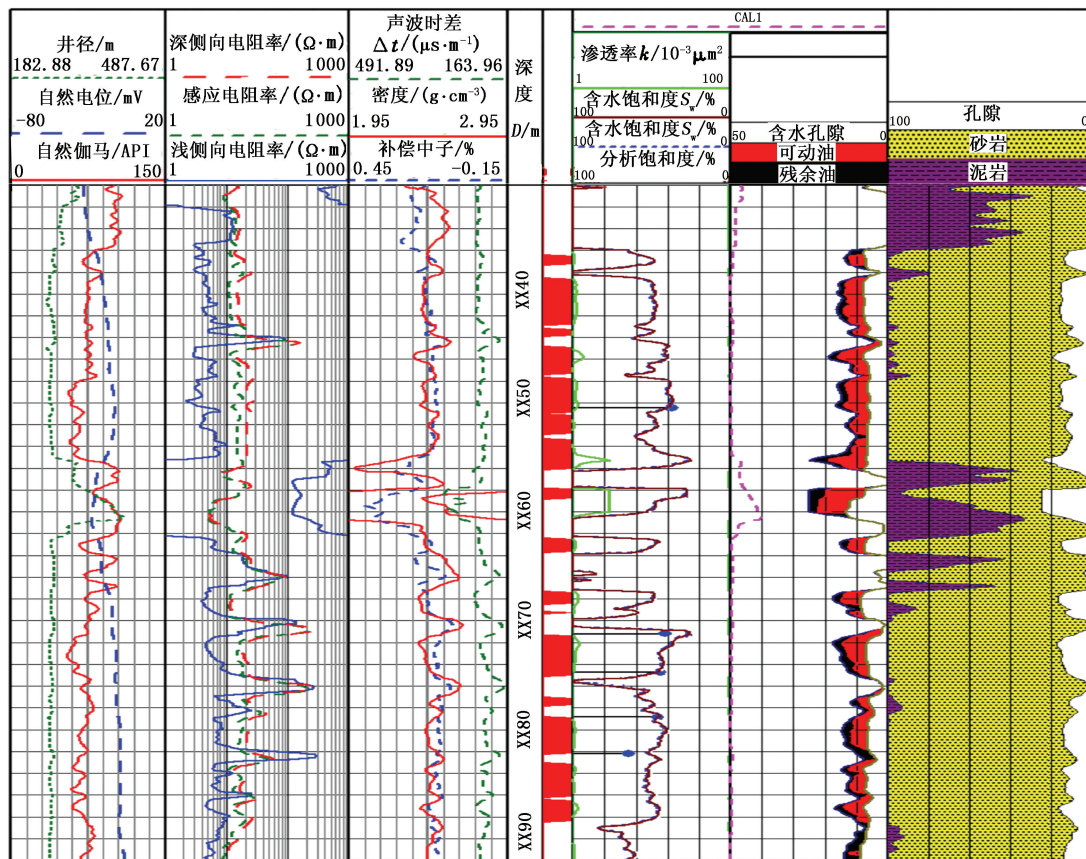 井径/m
182.88 487.67
自然电位/mV
−80 20
自然伽马/API
0 150
深侧向电阻率/(Ω·m)
1 1000
感应电阻率/(Ω·m)
1 1000
浅侧向电阻率/(Ω·m)
1 1000
声波时差
Δt/(μs·m⁻¹)
491.89 163.96
密度/(g·cm⁻³)
1.95 2.95
补偿中子/%
0.45 −0.15
深
度
D/m
渗透率k/10⁻³μm²
1 100
含水饱和度Sw/%
100 0
含水饱和度Sw/%
100 0
分析饱和度/%
100 0
CAL1
含水孔隙
50 0
可动油
残余油
孔隙
100 0
砂岩
泥岩
XX40
XX50
XX60
XX70
XX80
XX90